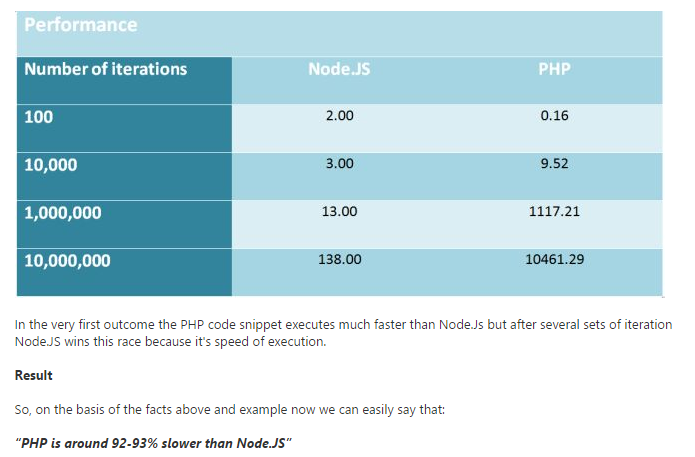 Performance
Number of iterations Node.JS PHP
100 2.00 0.16
10,000 3.00 9.52
1,000,000 13.00 1117.21
10,000,000 138.00 10461.29
In the very first outcome the PHP code snippet executes much faster than Node.Js but after several sets of iteration
Node.JS wins this race because it's speed of execution.
Result
So, on the basis of the facts above and example now we can easily say that:
"PHP is around 92-93% slower than Node.JS"